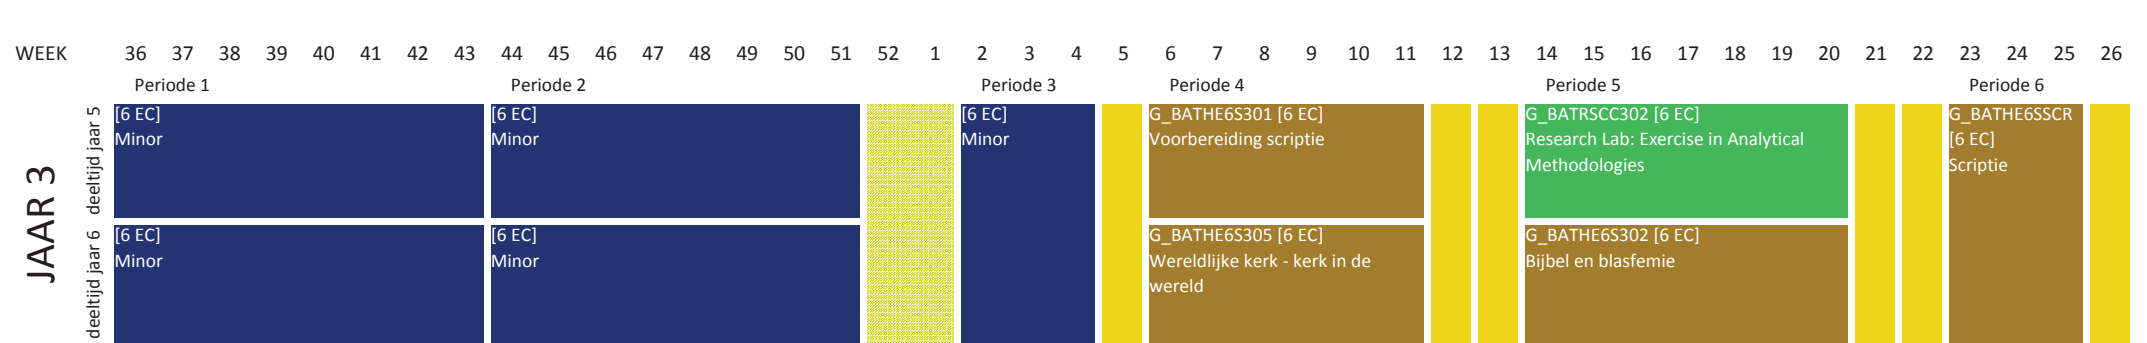 WEEK 36 37 38 39 40 41 42 43 44 45 46 47 48 49 50 51 52 1 2 3 4 5 6 7 8 9 10 11 12 13 14 15 16 17 18 19 20 21 22 23 24 25 26
Periode 1 Periode 2 Periode 3 Periode 4 Periode 5 Periode 6
JAAR 3
deeltijd jaar 5
[6 EC]
Minor
[6 EC]
Minor
[6 EC]
Minor
G_BATHE6S301 [6 EC]
Voorbereiding scriptie
G_BATRSCC302 [6 EC]
Research Lab: Exercise in Analytical
Methodologies
G_BATHE6SSCR
[6 EC]
Scriptie
deeltijd jaar 6
[6 EC]
Minor
[6 EC]
Minor
G_BATHE6S305 [6 EC]
Wereldlijke kerk - kerk in de
wereld
G_BATHE6S302 [6 EC]
Bijbel en blasfemie